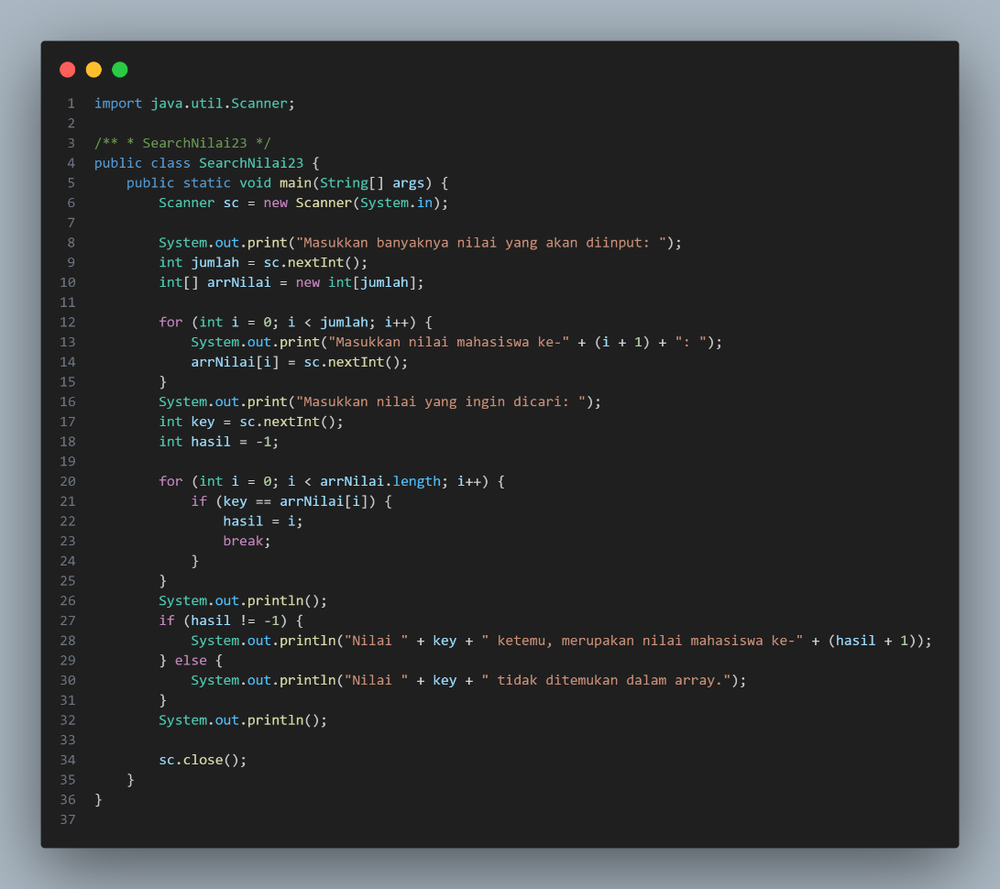 1 import java.util.Scanner;
2
3 /** * SearchNilai23 */
4 public class SearchNilai23 {
5     public static void main(String[] args) {
6         Scanner sc = new Scanner(System.in);
7
8         System.out.print("Masukkan banyaknya nilai yang akan diinput: ");
9         int jumlah = sc.nextInt();
10         int[] arrNilai = new int[jumlah];
11
12         for (int i = 0; i < jumlah; i++) {
13             System.out.print("Masukkan nilai mahasiswa ke-" + (i + 1) + ": ");
14             arrNilai[i] = sc.nextInt();
15         }
16         System.out.print("Masukkan nilai yang ingin dicari: ");
17         int key = sc.nextInt();
18         int hasil = -1;
19
20         for (int i = 0; i < arrNilai.length; i++) {
21             if (key == arrNilai[i]) {
22                 hasil = i;
23                 break;
24             }
25         }
26         System.out.println();
27         if (hasil != -1) {
28             System.out.println("Nilai " + key + " ketemu, merupakan nilai mahasiswa ke-" + (hasil + 1));
29         } else {
30             System.out.println("Nilai " + key + " tidak ditemukan dalam array.");
31         }
32         System.out.println();
33
34         sc.close();
35     }
36 }
37